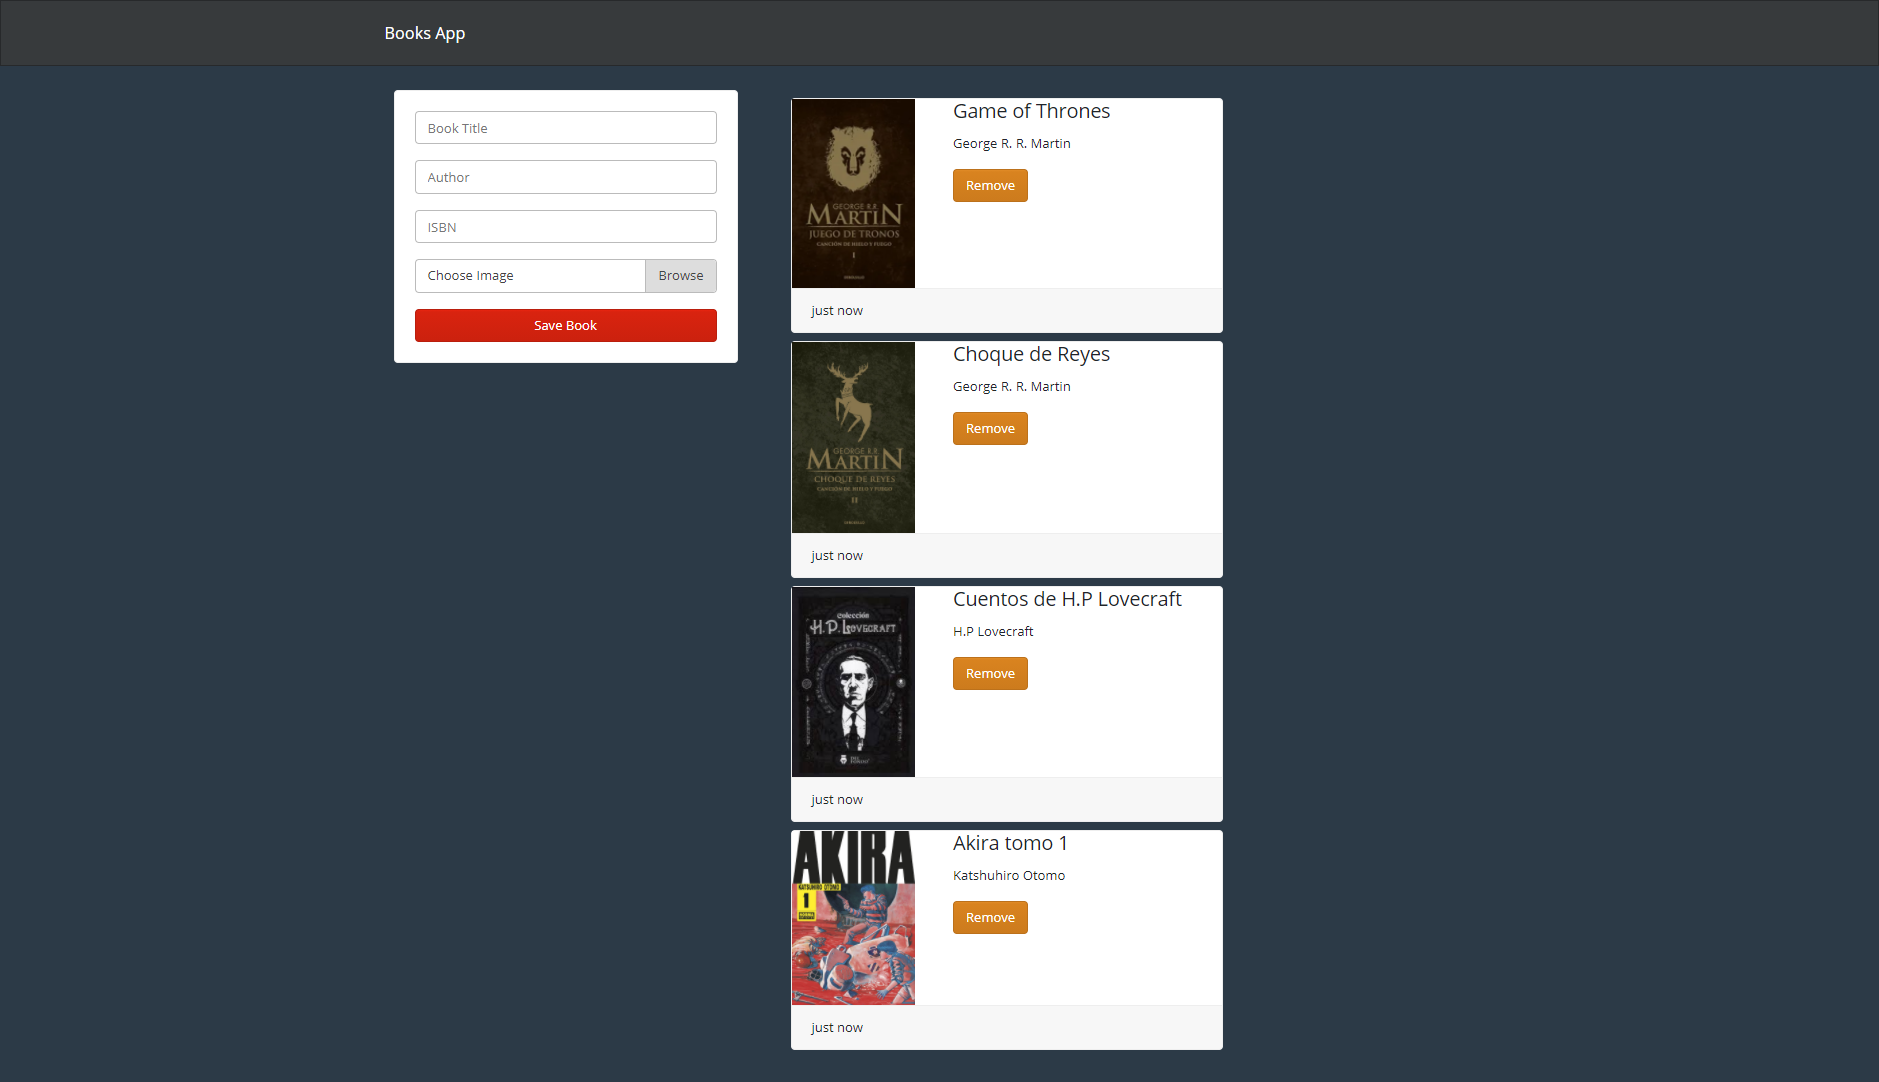 Books App
Book Title
Author
ISBN
Choose Image
Browse
Save Book
GEORGE R.R.
MARTIN
JUEGO DE TRONOS
CANCIÓN DE HIELO Y FUEGO
I
Game of Thrones
George R. R. Martin
Remove
just now
GEORGE R.R.
MARTIN
CHOQUE DE REYES
CANCIÓN DE HIELO Y FUEGO
II
Choque de Reyes
George R. R. Martin
Remove
just now
Colección
H.P. LOVECRAFT
Cuentos de H.P Lovecraft
H.P Lovecraft
Remove
just now
AKIRA
KATSUHIRO OTOMO
1
Akira tomo 1
Katshuhiro Otomo
Remove
just now